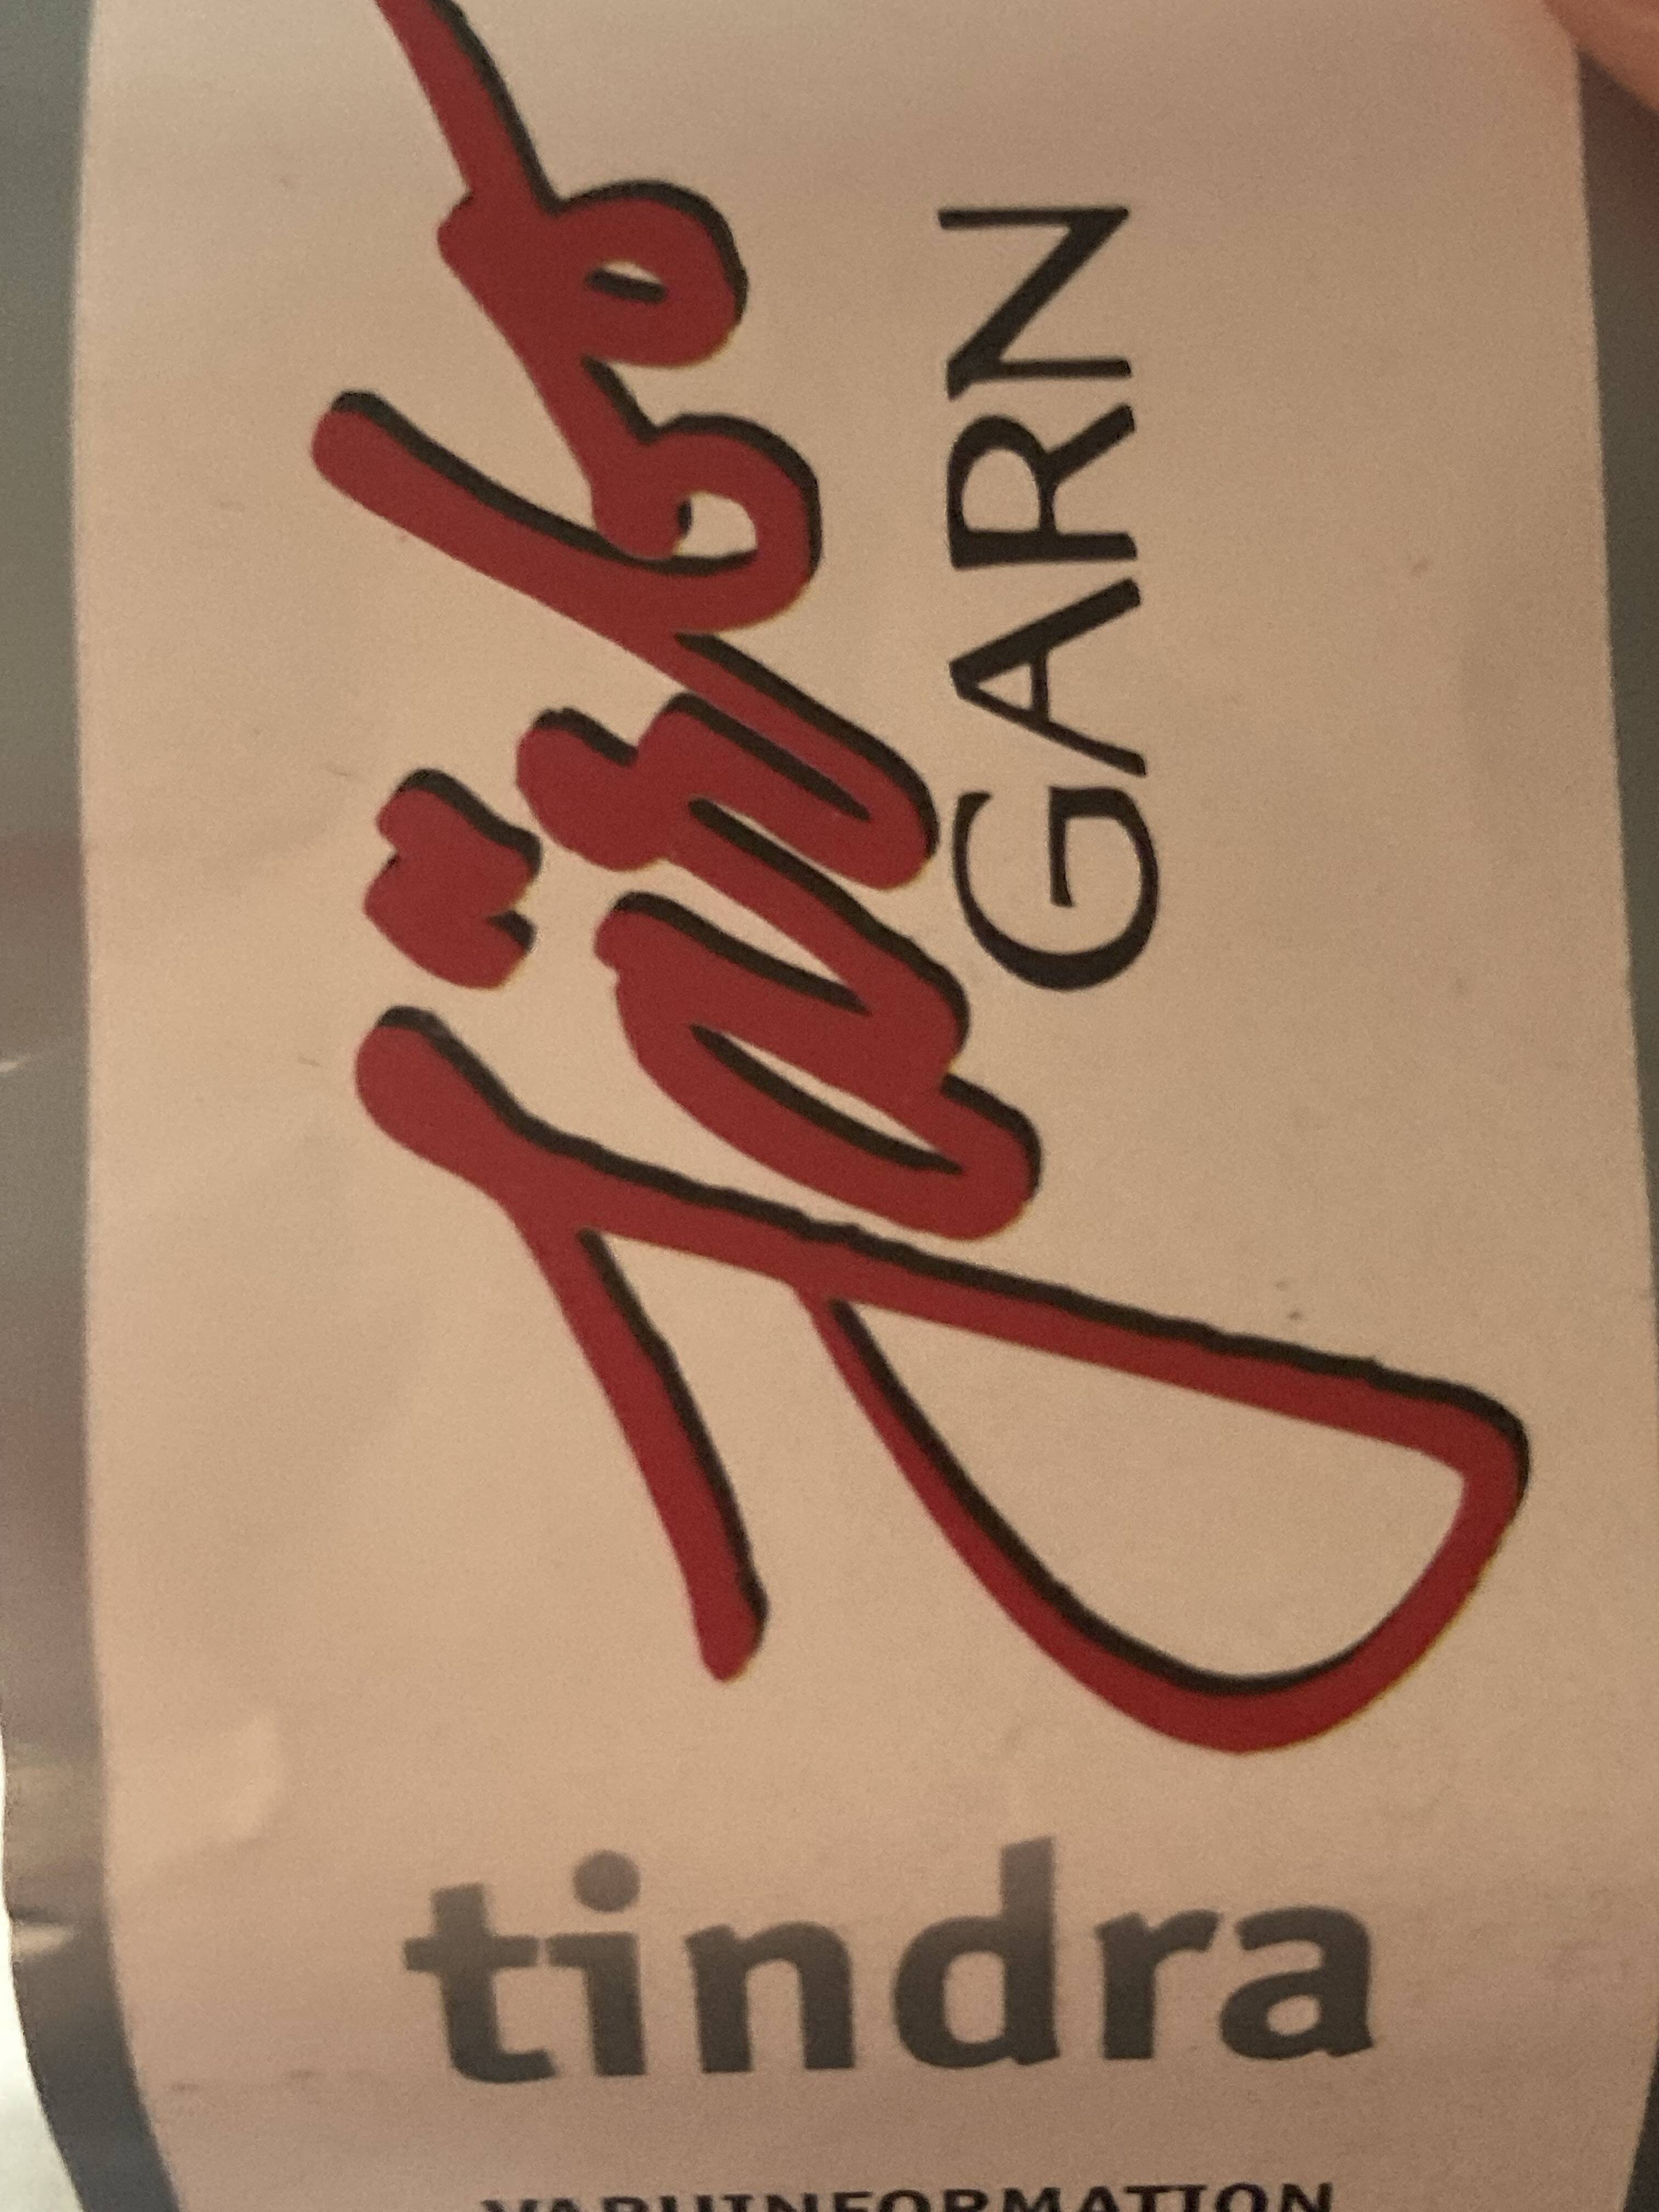 Järbo
GARN
tindra
VARUINFORMATION